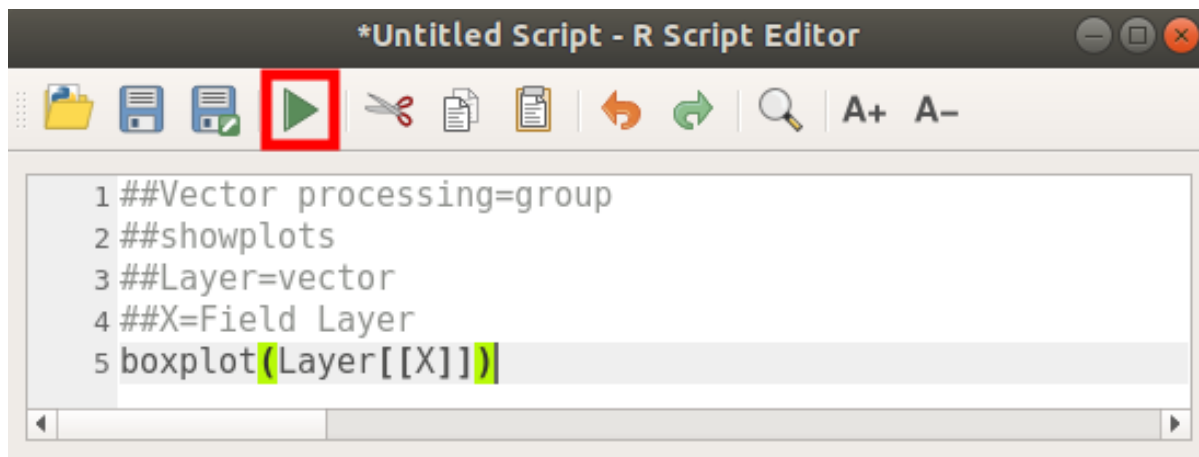 *Untitled Script - R Script Editor
A+ A-
1 ##Vector processing=group
2 ##showplots
3 ##Layer=vector
4 ##X=Field Layer
5 boxplot(Layer[[X]])